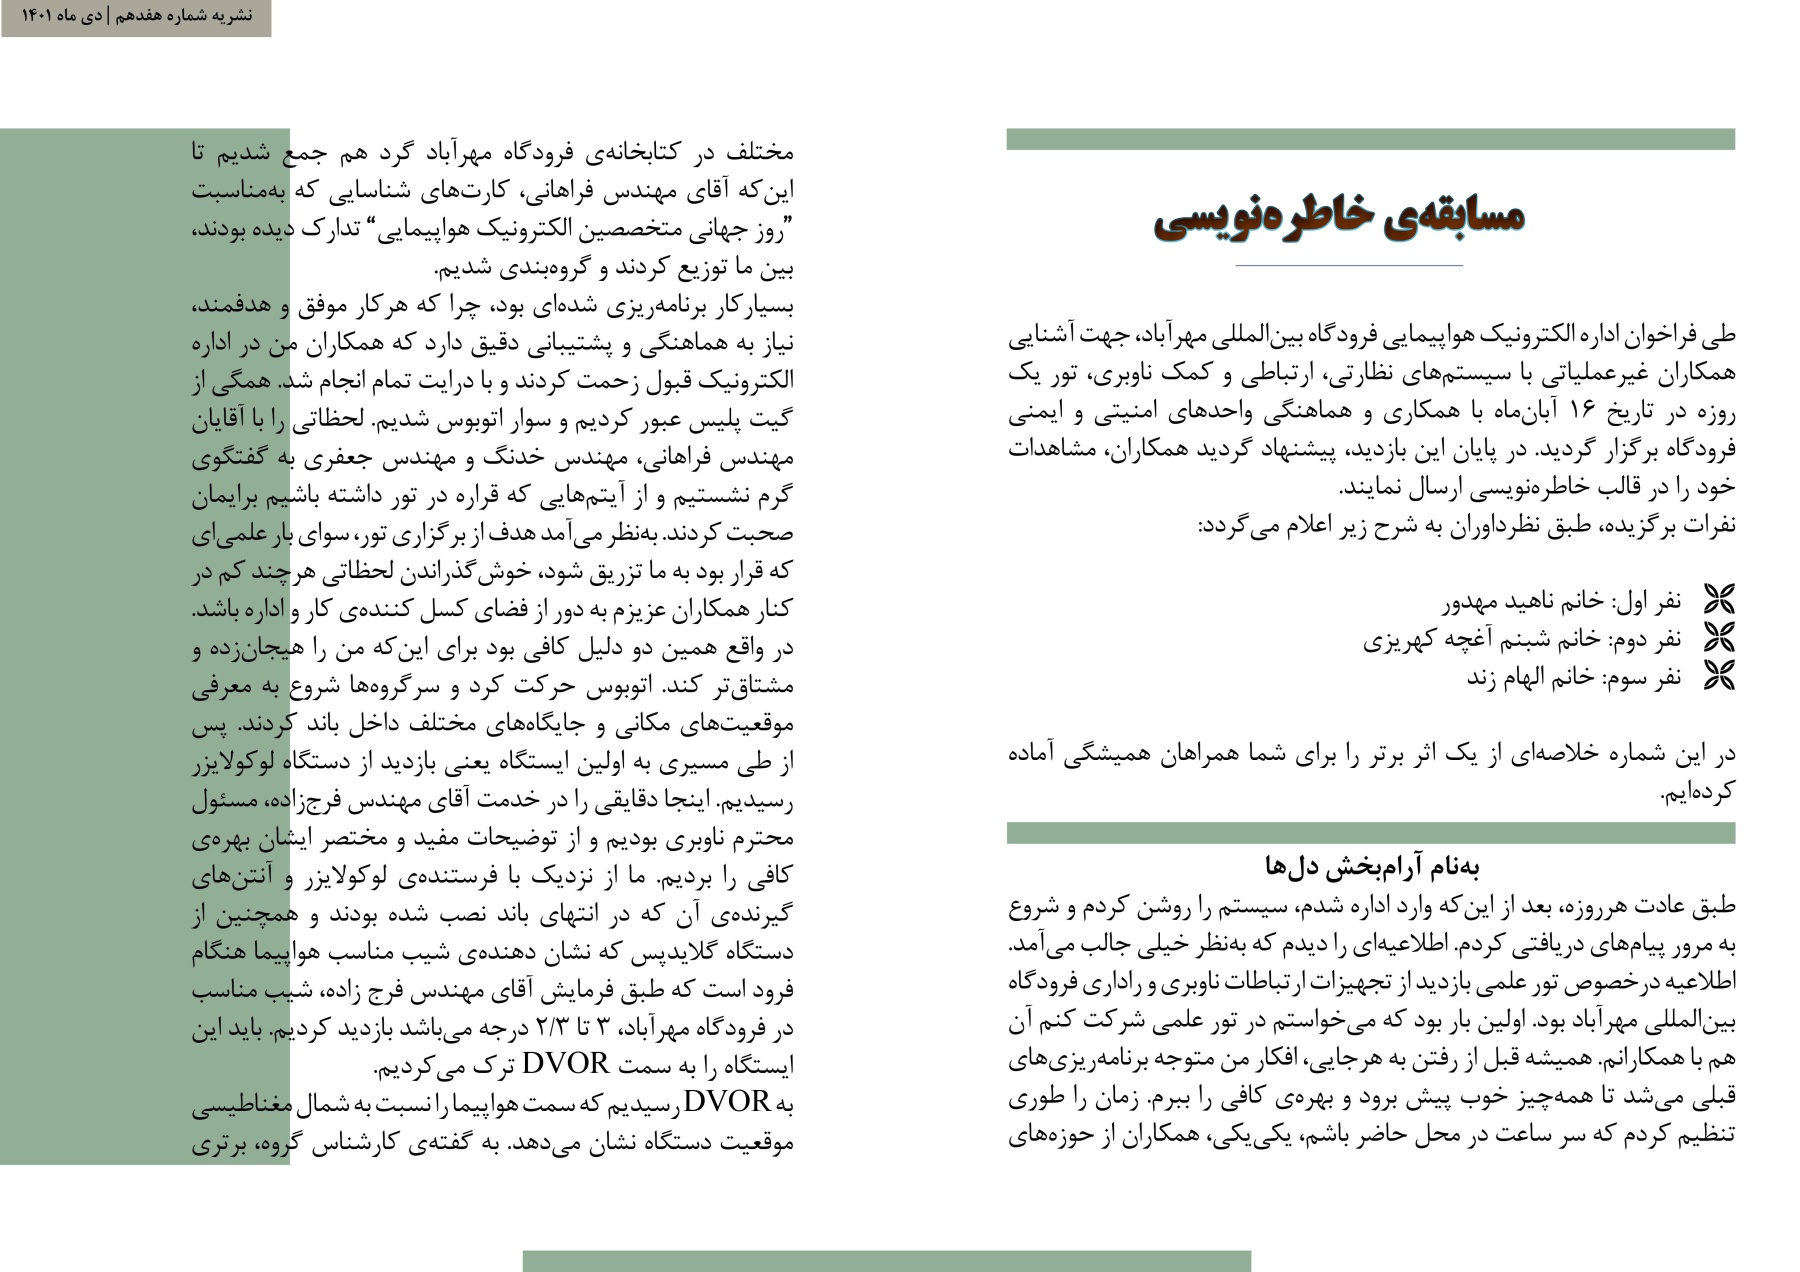 نشریه شماره هفدهم | دی ماه ۱۴۰۱
مسابقه‌ی خاطره‌نویسی
طی فراخوان اداره الکترونیک هواپیمایی فرودگاه بین‌المللی مهرآباد، جهت آشنایی
همکاران غیرعملیاتی با سیستم‌های نظارتی، ارتباطی و کمک ناوبری، تور یک
روزه در تاریخ ۱۶ آبان‌ماه با همکاری و هماهنگی واحدهای امنیتی و ایمنی
فرودگاه برگزار گردید. در پایان این بازدید، پیشنهاد گردید همکاران، مشاهدات
خود را در قالب خاطره‌نویسی ارسال نمایند.
نفرات برگزیده، طبق نظرداوران به شرح زیر اعلام می‌گردد:
نفر اول: خانم ناهید مهدور
نفر دوم: خانم شبنم آغچه کهریزی
نفر سوم: خانم الهام زند
در این شماره خلاصه‌ای از یک اثر برتر را برای شما همراهان همیشگی آماده
کرده‌ایم.
به‌نام آرام‌بخش دل‌ها
طبق عادت هرروزه، بعد از این‌که وارد اداره شدم، سیستم را روشن کردم و شروع
به مرور پیام‌های دریافتی کردم. اطلاعیه‌ای را دیدم که به‌نظر خیلی جالب می‌آمد.
اطلاعیه درخصوص تور علمی بازدید از تجهیزات ارتباطات ناوبری و راداری فرودگاه
بین‌المللی مهرآباد بود. اولین بار بود که می‌خواستم در تور علمی شرکت کنم آن
هم با همکارانم. همیشه قبل از رفتن به هرجایی، افکار من متوجه برنامه‌ریزی‌های
قبلی می‌شد تا همه‌چیز خوب پیش برود و بهره‌ی کافی را ببرم. زمان را طوری
تنظیم کردم که سر ساعت در محل حاضر باشم، یکی‌یکی، همکاران از حوزه‌های
مختلف در کتابخانه‌ی فرودگاه مهرآباد گرد هم جمع شدیم تا
این‌که آقای مهندس فراهانی، کارت‌های شناسایی که به‌مناسبت
”روز جهانی متخصصین الکترونیک هواپیمایی“ تدارک دیده بودند،
بین ما توزیع کردند و گروه‌بندی شدیم.
بسیارکار برنامه‌ریزی شده‌ای بود، چرا که هرکار موفق و هدفمند،
نیاز به هماهنگی و پشتیبانی دقیق دارد که همکاران من در اداره
الکترونیک قبول زحمت کردند و با درایت تمام انجام شد. همگی از
گیت پلیس عبور کردیم و سوار اتوبوس شدیم. لحظاتی را با آقایان
مهندس فراهانی، مهندس خدنگ و مهندس جعفری به گفتگوی
گرم نشستیم و از آیتم‌هایی که قراره در تور داشته باشیم برایمان
صحبت کردند. به‌نظر می‌آمد هدف از برگزاری تور، سوای بار علمی‌ای
که قرار بود به ما تزریق شود، خوش‌گذراندن لحظاتی هرچند کم در
کنار همکاران عزیزم به دور از فضای کسل کننده‌ی کار و اداره باشد.
در واقع همین دو دلیل کافی بود برای این‌که من را هیجان‌زده و
مشتاق‌تر کند. اتوبوس حرکت کرد و سرگروه‌ها شروع به معرفی
موقعیت‌های مکانی و جایگاه‌های مختلف داخل باند کردند. پس
از طی مسیری به اولین ایستگاه یعنی بازدید از دستگاه لوکولایزر
رسیدیم. اینجا دقایقی را در خدمت آقای مهندس فرج‌زاده، مسئول
محترم ناوبری بودیم و از توضیحات مفید و مختصر ایشان بهره‌ی
کافی را بردیم. ما از نزدیک با فرستنده‌ی لوکولایزر و آنتن‌های
گیرنده‌ی آن که در انتهای باند نصب شده بودند و همچنین از
دستگاه گلایدپس که نشان دهنده‌ی شیب مناسب هواپیما هنگام
فرود است که طبق فرمایش آقای مهندس فرج زاده، شیب مناسب
در فرودگاه مهرآباد، ۳ تا ۲/۳ درجه می‌باشد بازدید کردیم. باید این
ایستگاه را به سمت DVOR ترک می‌کردیم.
به DVOR رسیدیم که سمت هواپیما را نسبت به شمال مغناطیسی
موقعیت دستگاه نشان می‌دهد. به گفته‌ی کارشناس گروه، برتری